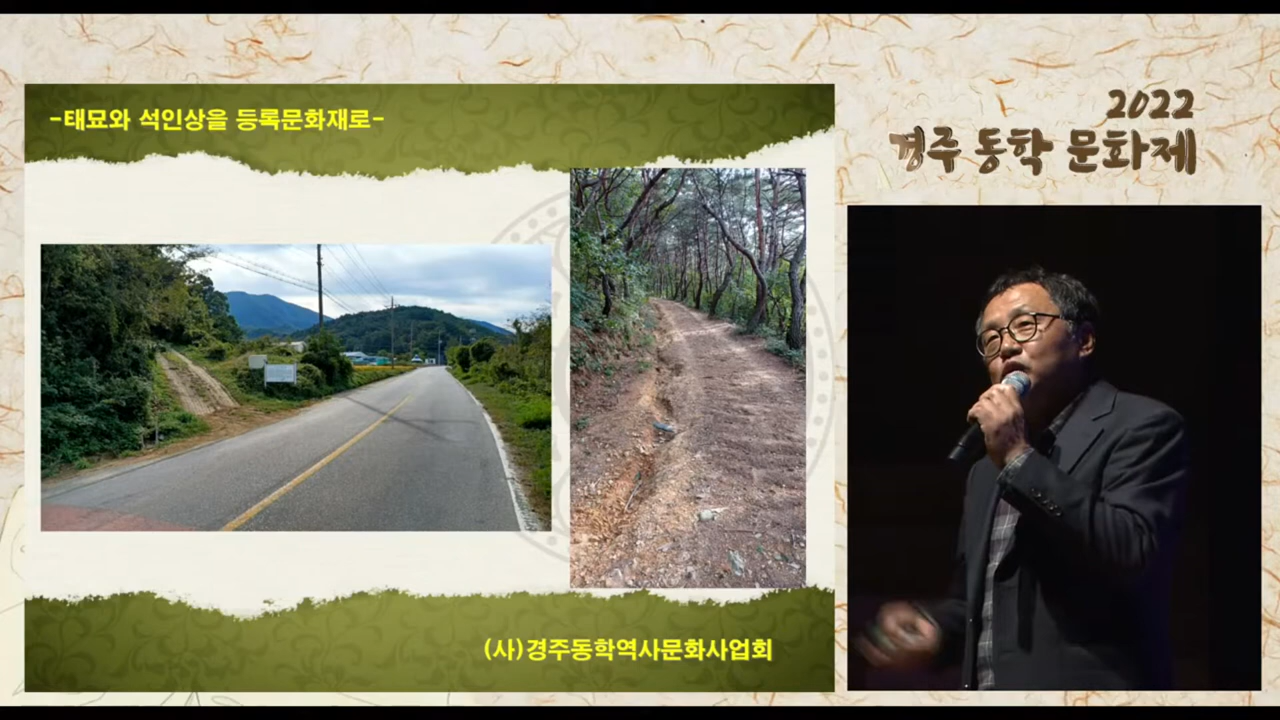 -태묘와 석인상을 등록문화재로-
2022
경주 동학 문화제
(사)경주동학역사문화사업회